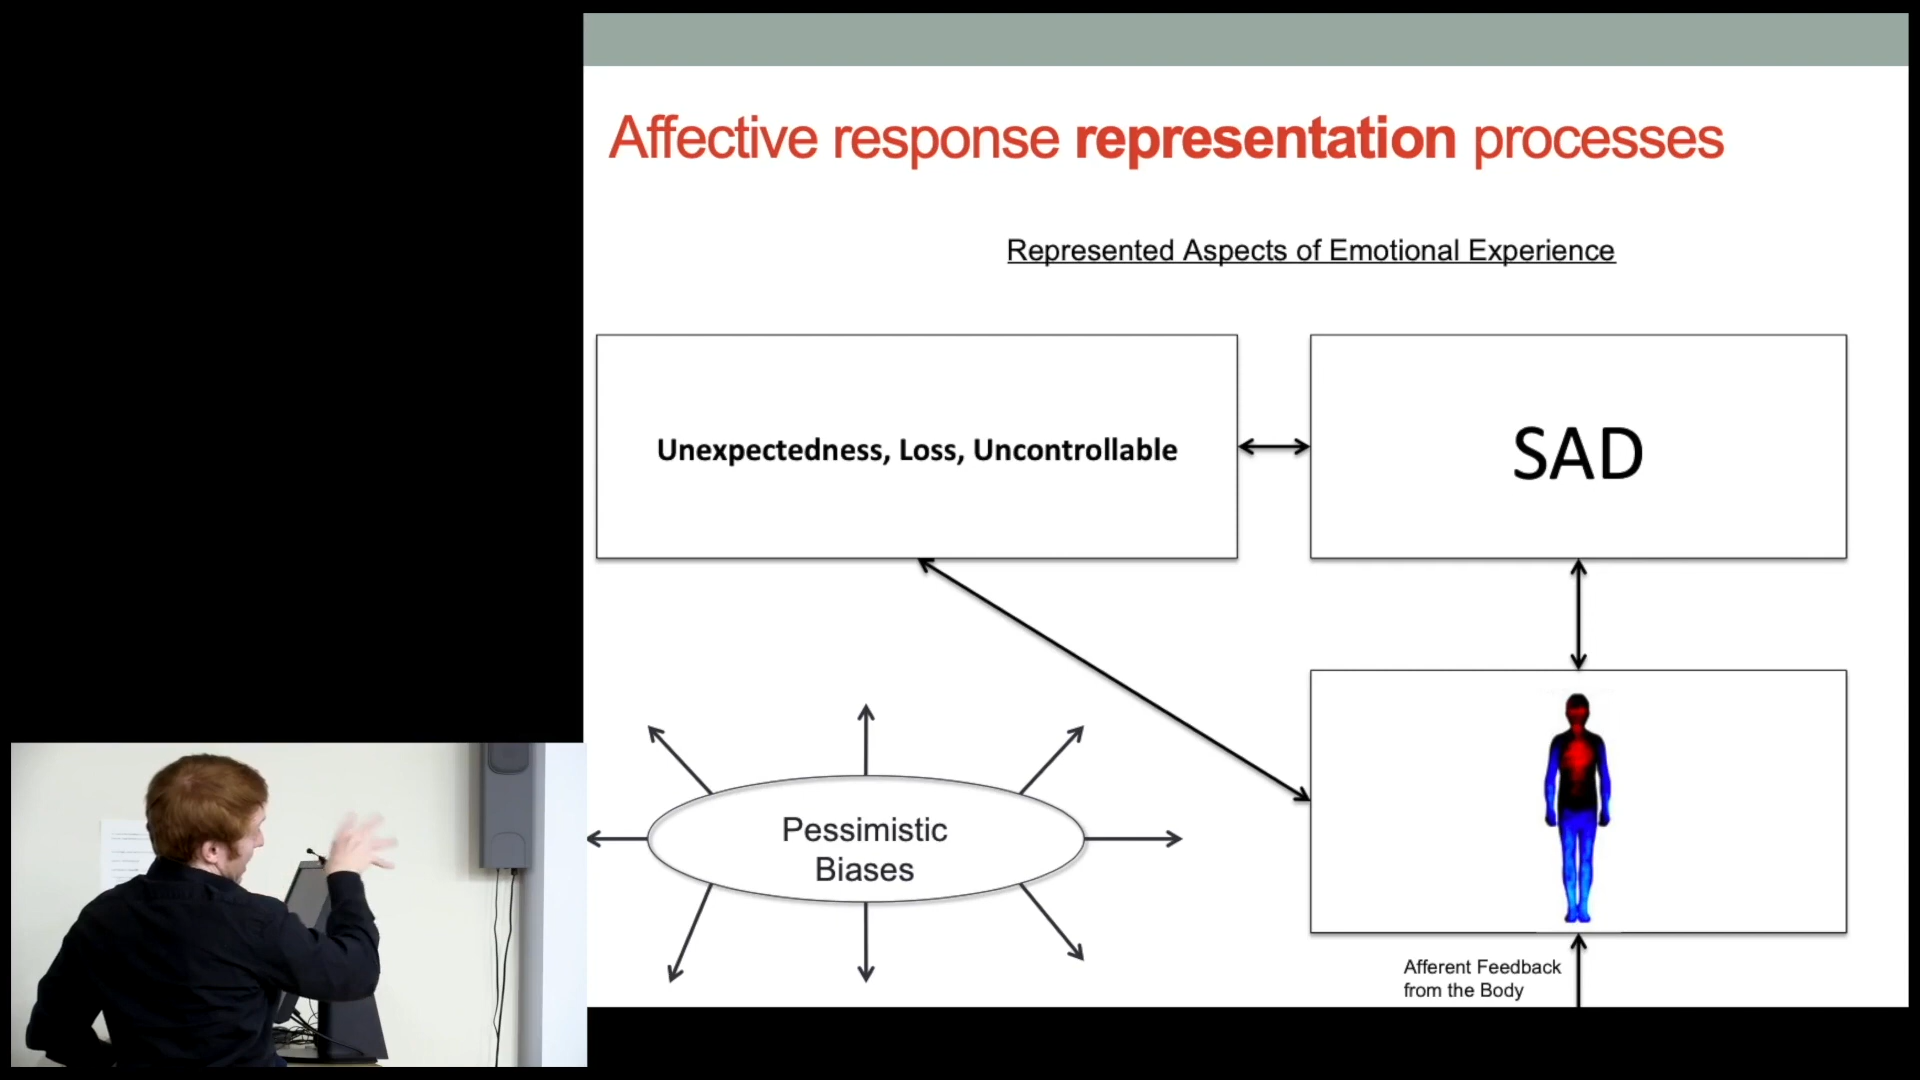 Affective response representation processes
Represented Aspects of Emotional Experience
Unexpectedness, Loss, Uncontrollable
SAD
Pessimistic
Biases
Afferent Feedback
from the Body